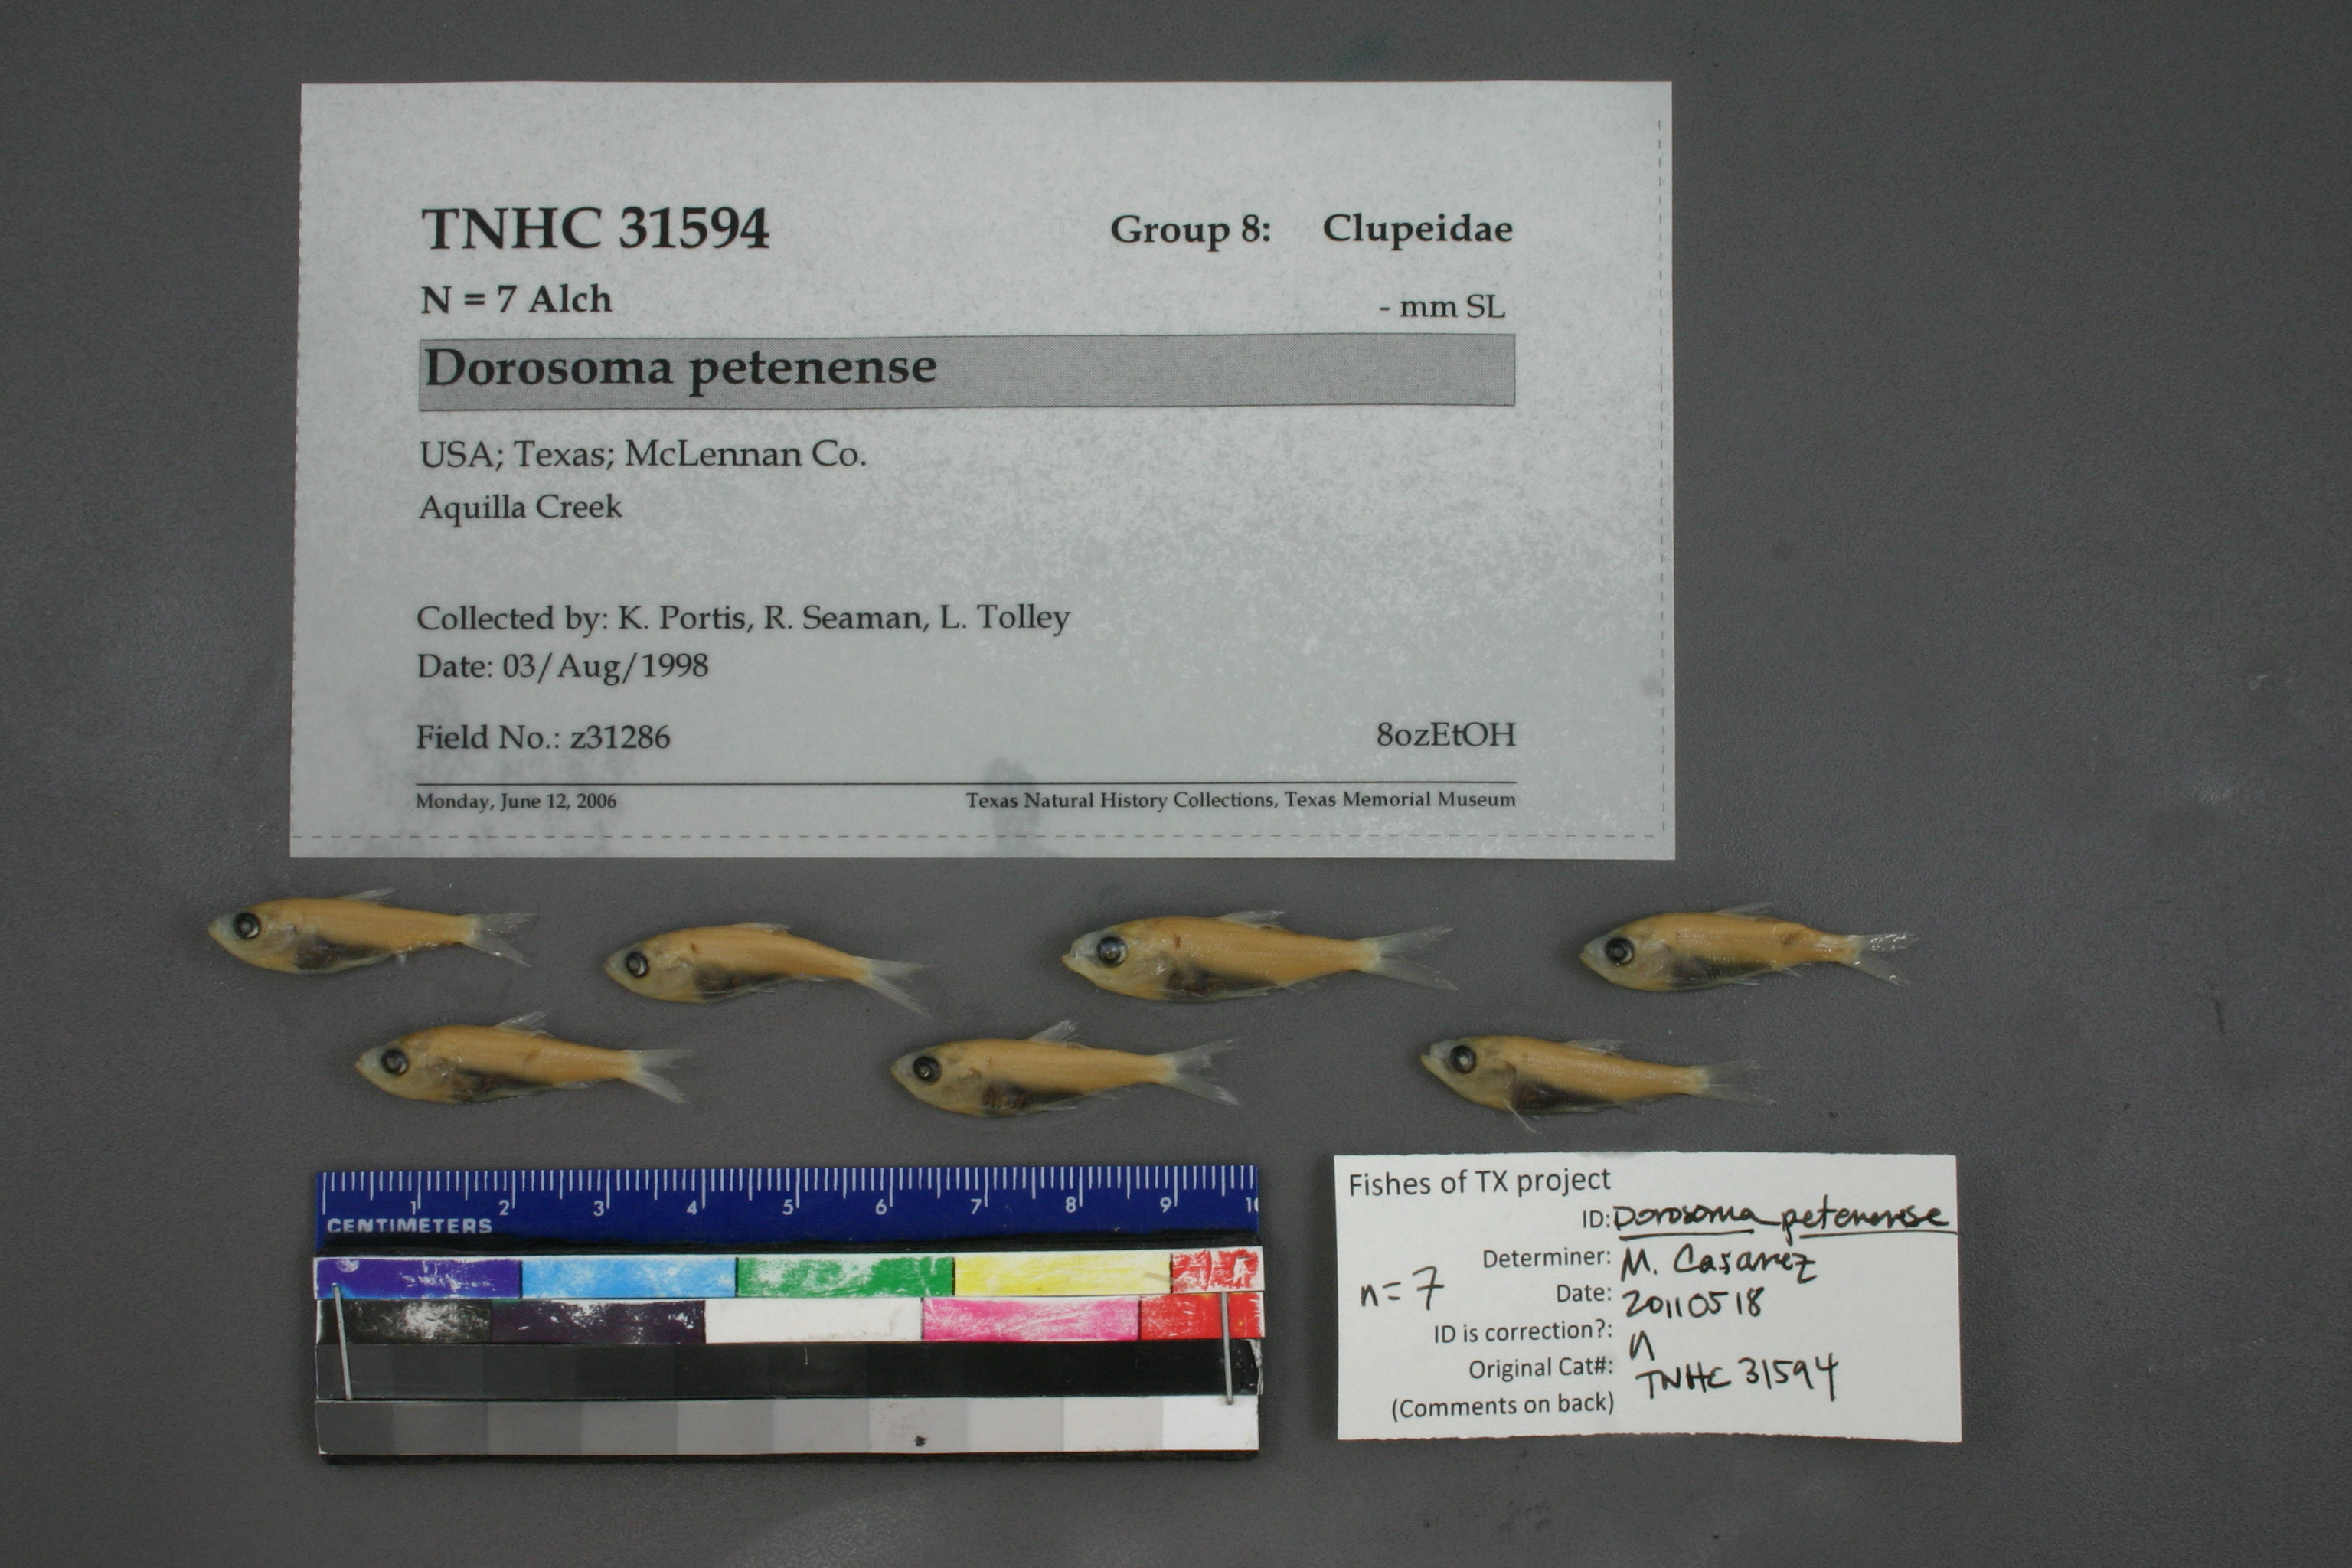 TNHC 31594 Group 8: Clupeidae
N = 7 Alch - mm SL
Dorosoma petenense
USA; Texas; McLennan Co.
Aquilla Creek
Collected by: K. Portis, R. Seaman, L. Tolley
Date: 03/Aug/1998
Field No.: z31286 8ozEtOH
Monday, June 12, 2006 Texas Natural History Collections, Texas Memorial Museum
1 2 3 4 5 6 7 8 9 10
CENTIMETERS
Fishes of TX project
ID: Dorosoma petenense
Determiner: M. Casarez
n=7
Date: 20110518
ID is correction?: n
Original Cat#: TNHC 31594
(Comments on back)